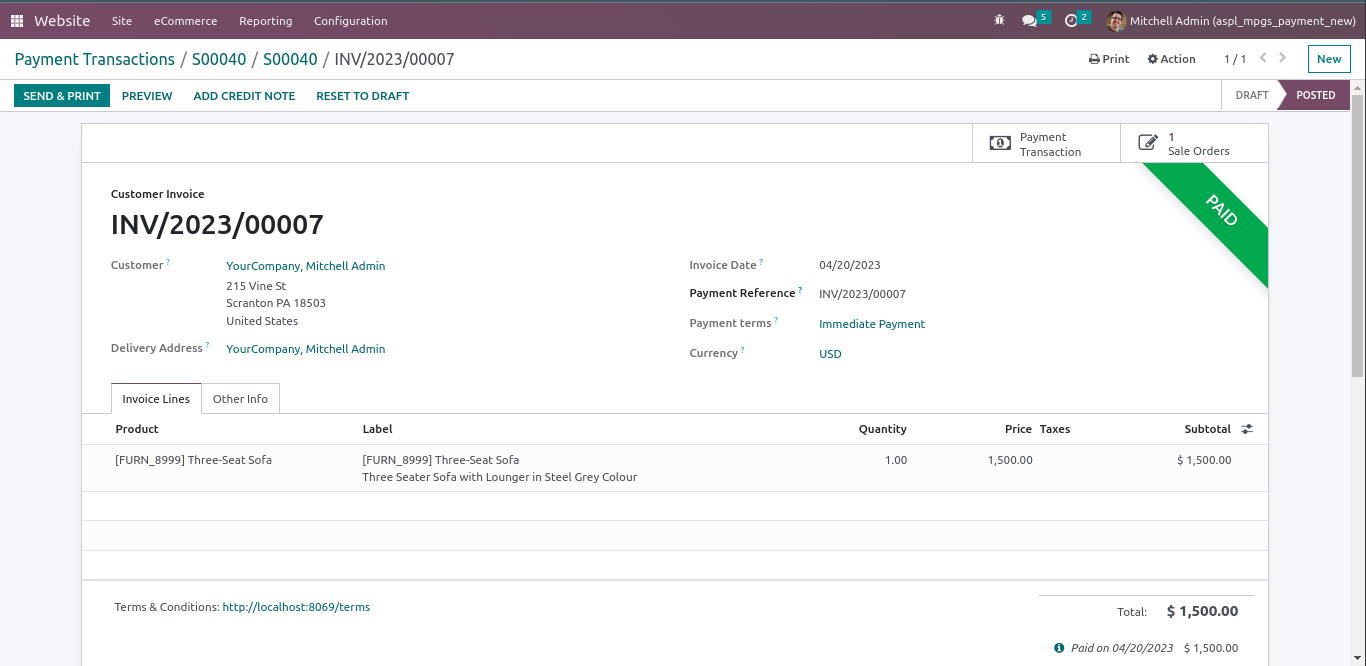 Website Site eCommerce Reporting Configuration 5 2 Mitchell Admin (aspl_mpgs_payment_new)
Payment Transactions / S00040 / S00040 / INV/2023/00007 Print Action 1 / 1 New
SEND & PRINT PREVIEW ADD CREDIT NOTE RESET TO DRAFT DRAFT POSTED
Payment Transaction
1 Sale Orders
PAID
Customer Invoice
INV/2023/00007
Customer ? YourCompany, Mitchell Admin
215 Vine St
Scranton PA 18503
United States
Delivery Address ? YourCompany, Mitchell Admin
Invoice Date ? 04/20/2023
Payment Reference ? INV/2023/00007
Payment terms ? Immediate Payment
Currency ? USD
Invoice Lines Other Info
Product Label Quantity Price Taxes Subtotal
[FURN_8999] Three-Seat Sofa [FURN_8999] Three-Seat Sofa 1.00 1,500.00 $ 1,500.00
Three Seater Sofa with Lounger in Steel Grey Colour
Terms & Conditions: http://localhost:8069/terms
Total: $ 1,500.00
Paid on 04/20/2023 $ 1,500.00